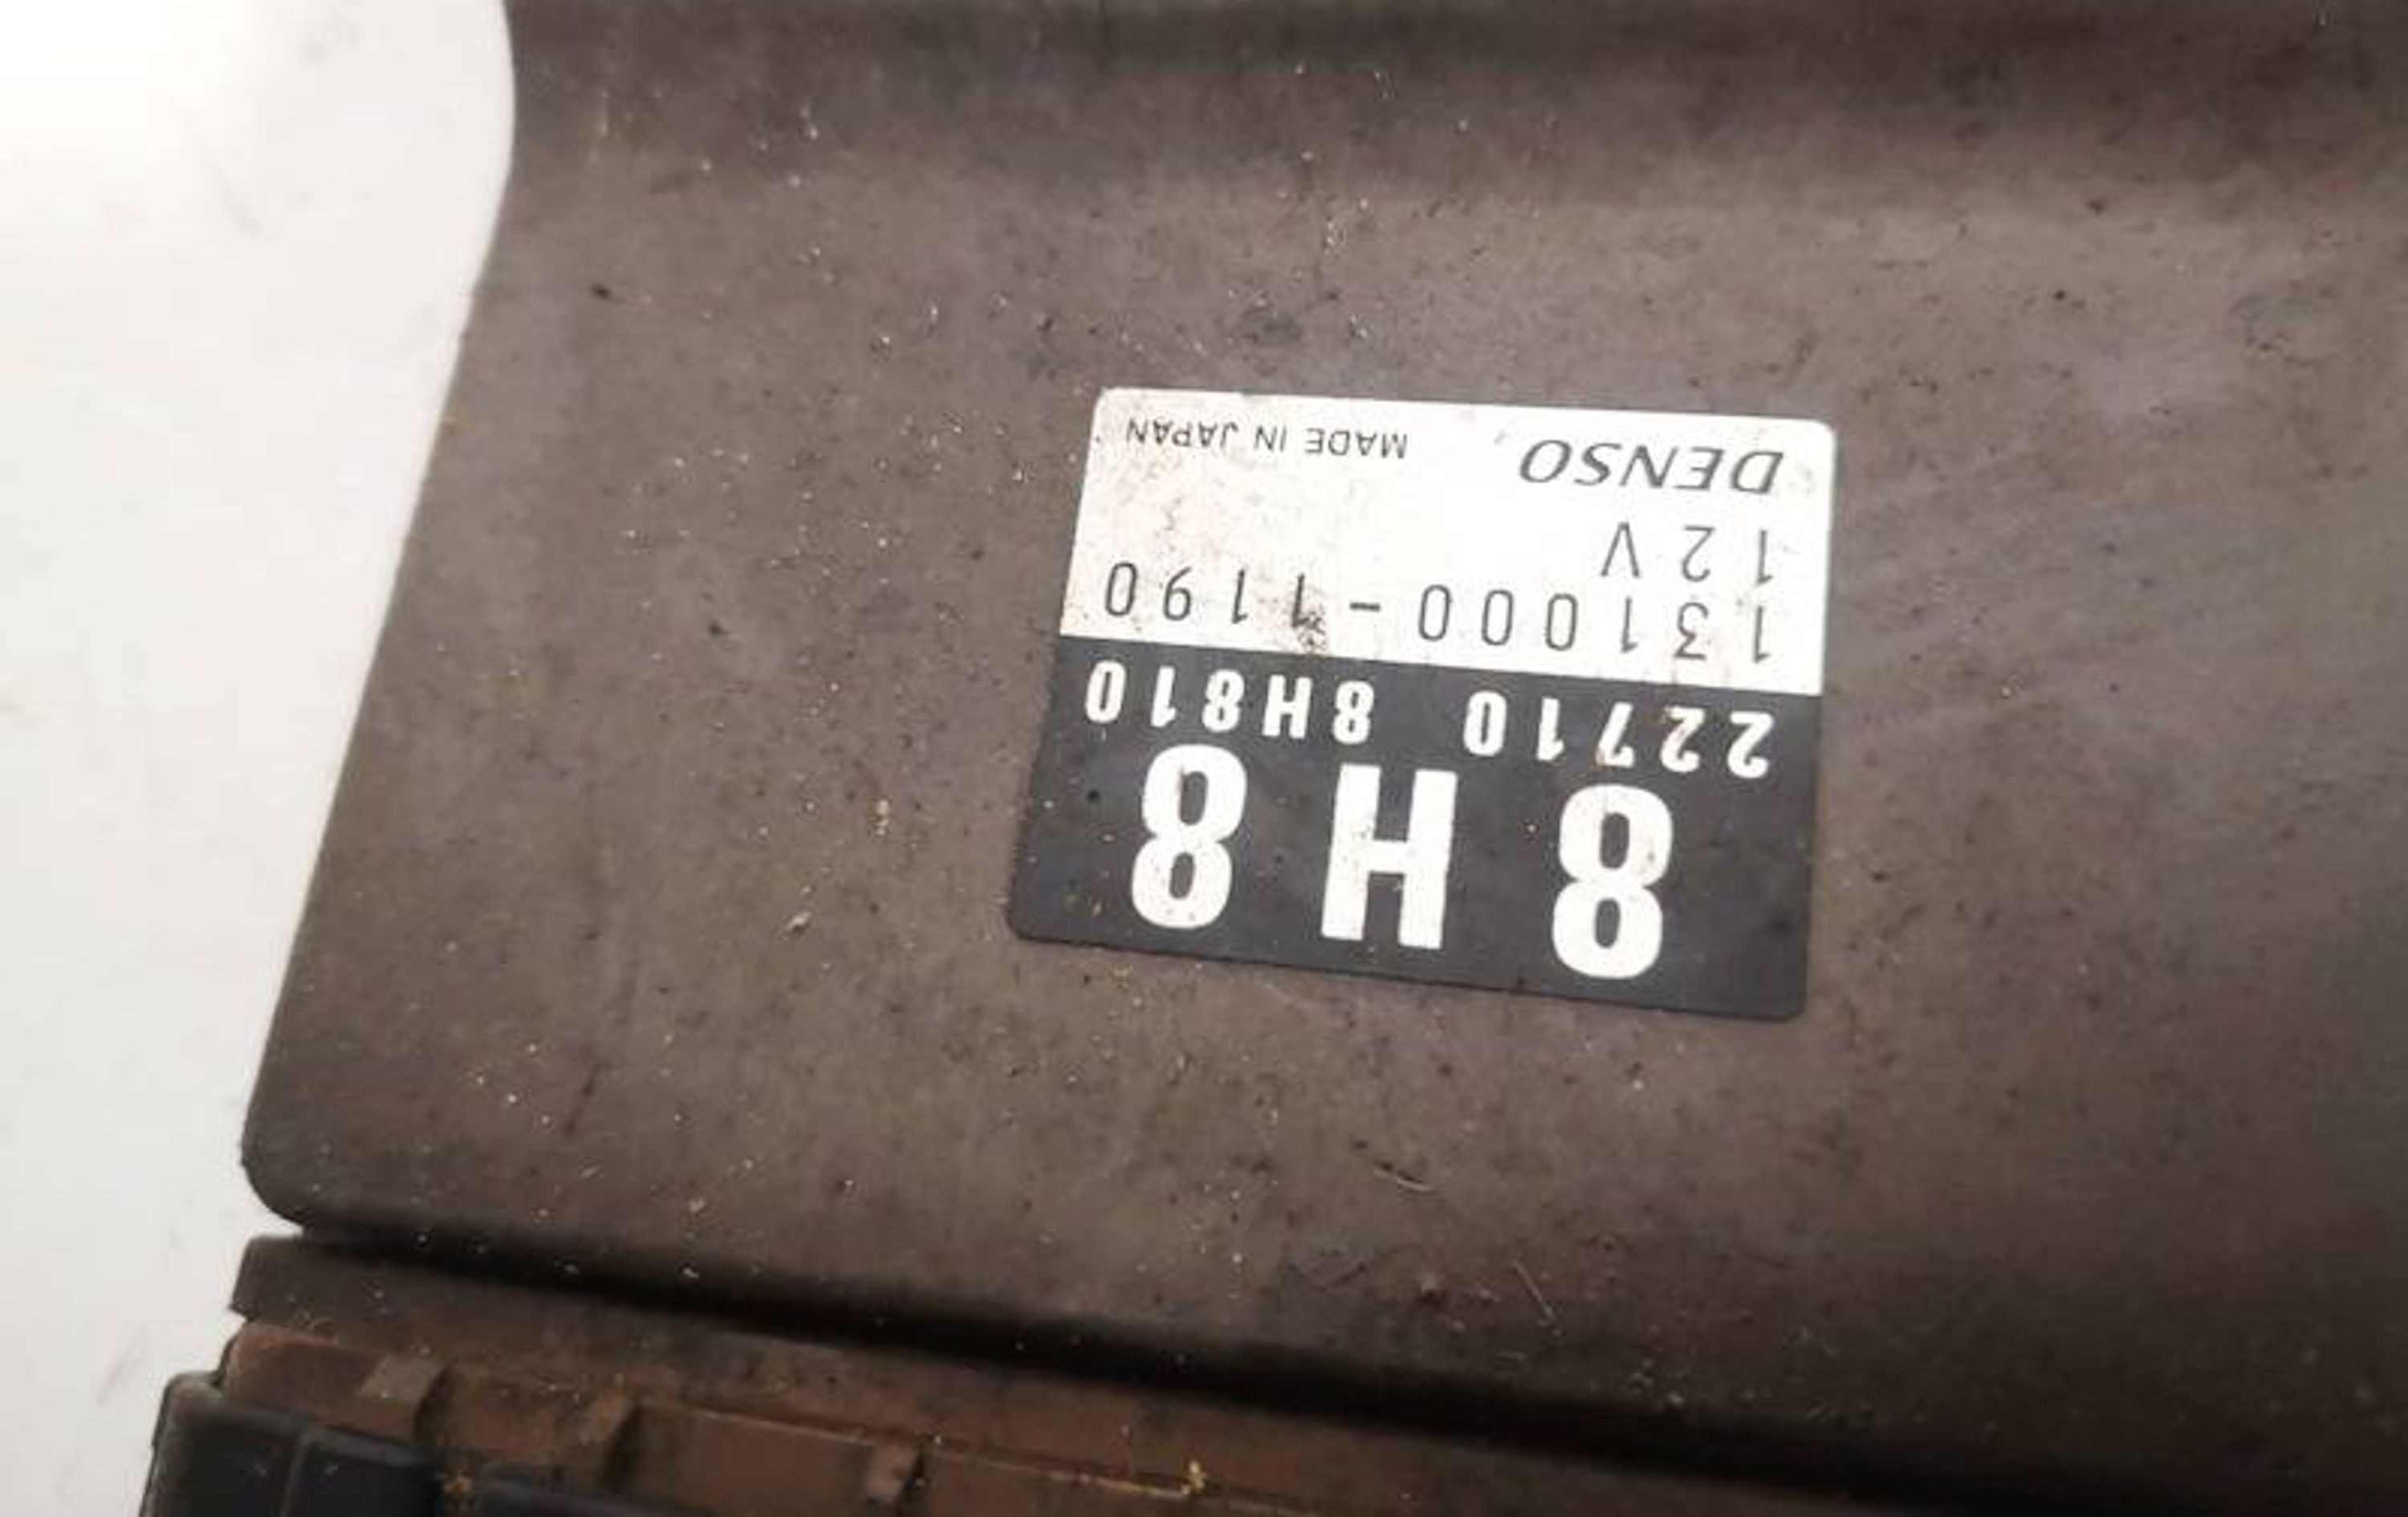 8H8
22710 8H810
131000-1190
12V
DENSO MADE IN JAPAN